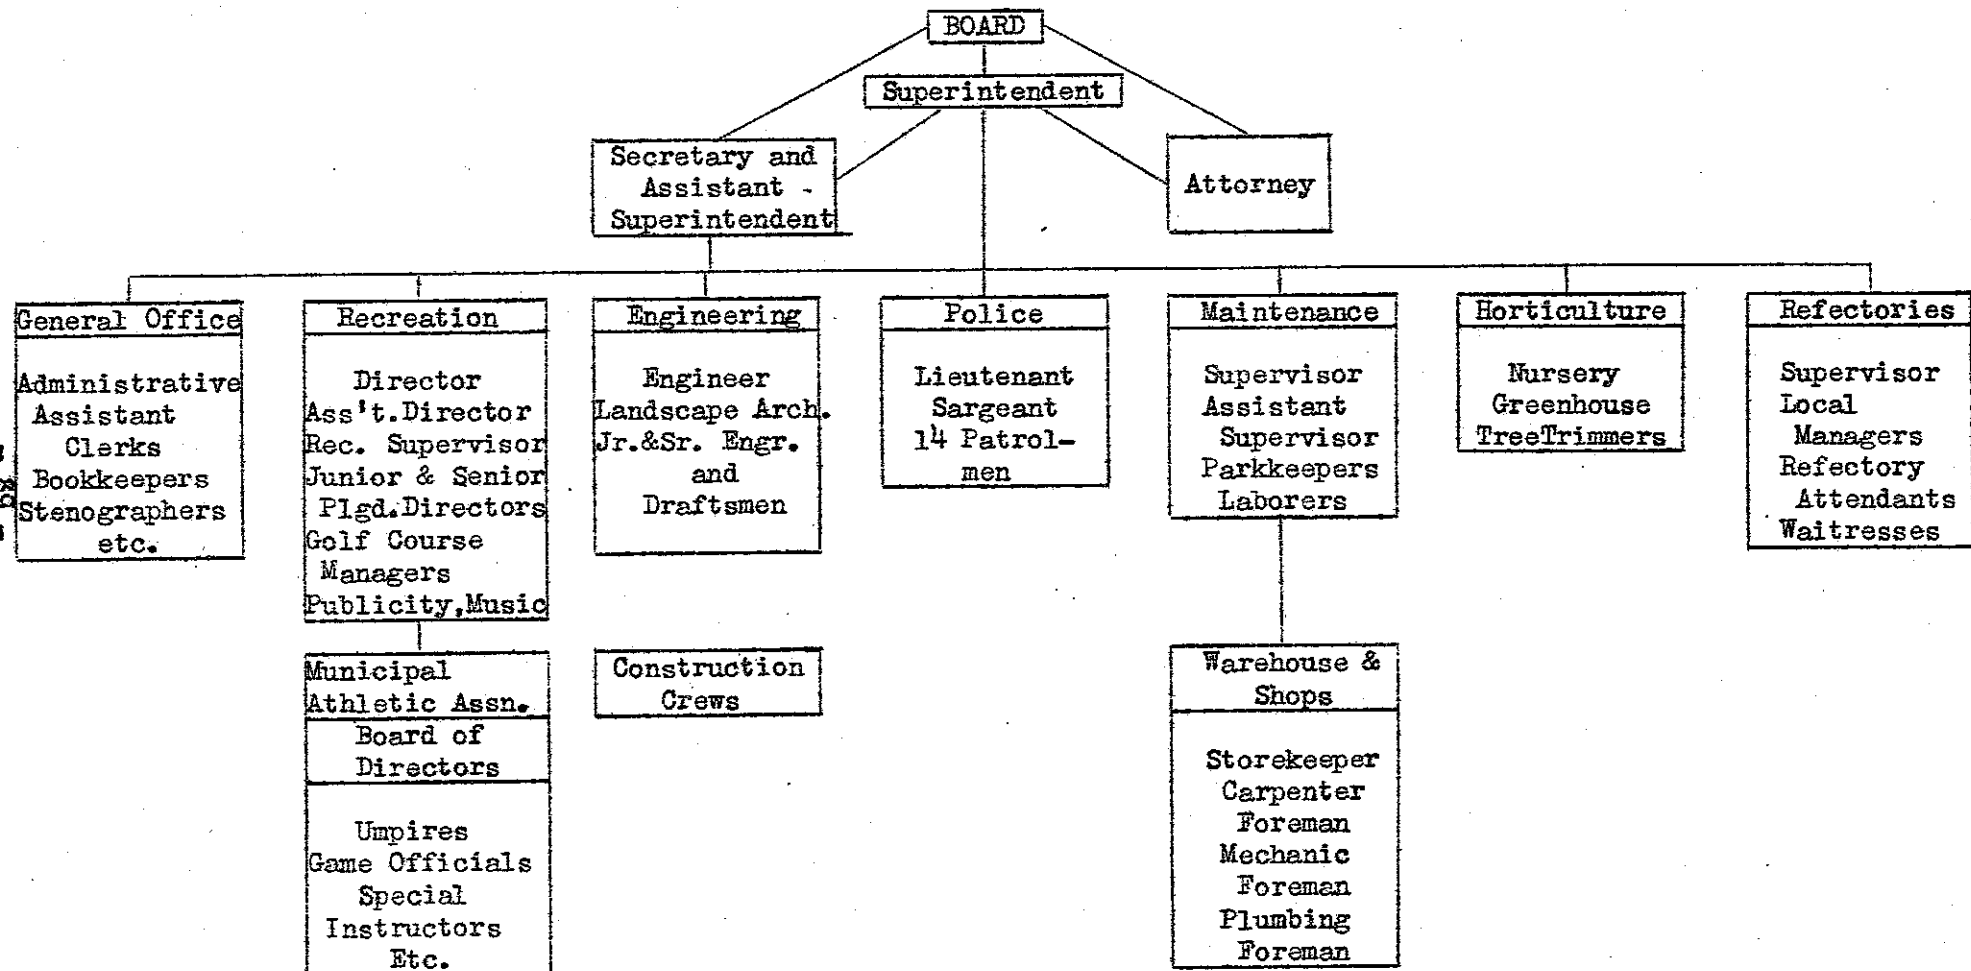 BOARD
Superintendent
Secretary and
Assistant -
Superintendent
Attorney
General Office
Administrative
Assistant
Clerks
Bookkeepers
Stenographers
etc.
Recreation
Director
Ass't.Director
Rec. Supervisor
Junior & Senior
Plgd.Directors
Golf Course
Managers
Publicity,Music
Municipal
Athletic Assn.
Board of
Directors
Umpires
Game Officials
Special
Instructors
Etc.
Engineering
Engineer
Landscape Arch.
Jr.&Sr. Engr.
and
Draftsmen
Construction
Crews
Police
Lieutenant
Sargeant
14 Patrol-
men
Maintenance
Supervisor
Assistant
Supervisor
Parkkeepers
Laborers
Warehouse &
Shops
Storekeeper
Carpenter
Foreman
Mechanic
Foreman
Plumbing
Foreman
Horticulture
Nursery
Greenhouse
TreeTrimmers
Refectories
Supervisor
Local
Managers
Refectory
Attendants
Waitresses